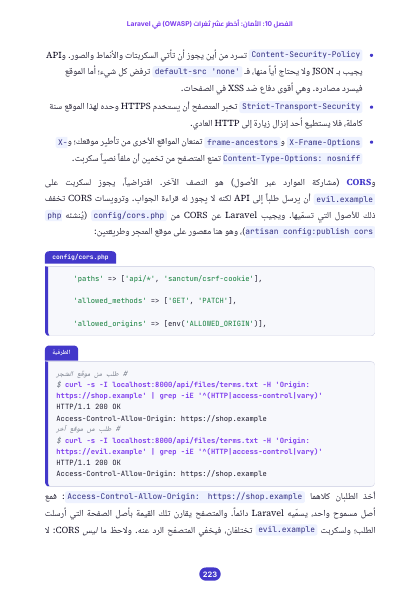 الفصل 10: الأمان: أخطر عشر ثغرات (OWASP) في Laravel
• Content-Security-Policy تسرد من أين يجوز أن تأتي السكربتات والأنماط والصور. وAPI
يجيب بـ JSON ولا يحتاج أياً منها، فـ default-src 'none' ترفض كل شيء؛ أما الموقع
فيسرد مصادره. وهي أقوى دفاع ضد XSS في الصفحات.
• Strict-Transport-Security تخبر المتصفح أن يستخدم HTTPS وحده لهذا الموقع سنة
كاملة، فلا يستطيع أحد إنزال زيارة إلى HTTP العادي.
• X-Frame-Options و frame-ancestors تمنعان المواقع الأخرى من تأطير موقعك؛ وX-
Content-Type-Options: nosniff تمنع المتصفح من تخمين أن ملفاً نصياً سكربت.
وCORS (مشاركة الموارد عبر الأصول) هو النصف الآخر. افتراضياً، يجوز لسكربت على
evil.example أن يرسل طلباً إلى API لكنه لا يجوز له قراءة الجواب. وترويسات CORS تخفف
ذلك للأصول التي تسمّيها. ويجيب Laravel عن CORS من config/cors.php (يُنشئه php
artisan config:publish cors)، وهو هنا مقصور على موقع المتجر وطريقتين:
config/cors.php
'paths' => ['api/*', 'sanctum/csrf-cookie'],
'allowed_methods' => ['GET', 'PATCH'],
'allowed_origins' => [env('ALLOWED_ORIGIN')],
الطرفية
# طلب من موقع المتجر
$ curl -s -I localhost:8000/api/files/terms.txt -H 'Origin:
https://shop.example' | grep -iE '^(HTTP|access-control|vary)'
HTTP/1.1 200 OK
Access-Control-Allow-Origin: https://shop.example
# طلب من موقع آخر
$ curl -s -I localhost:8000/api/files/terms.txt -H 'Origin:
https://evil.example' | grep -iE '^(HTTP|access-control|vary)'
HTTP/1.1 200 OK
Access-Control-Allow-Origin: https://shop.example
أخذ الطلبان كلاهما Access-Control-Allow-Origin: https://shop.example: فمع
أصل مسموح واحد، يسمّيه Laravel دائماً. والمتصفح يقارن تلك القيمة بأصل الصفحة التي أرسلت
الطلب؛ ولسكربت evil.example تختلفان، فيخفي المتصفح الرد عنه. ولاحظ ما ليس CORS: لا
223